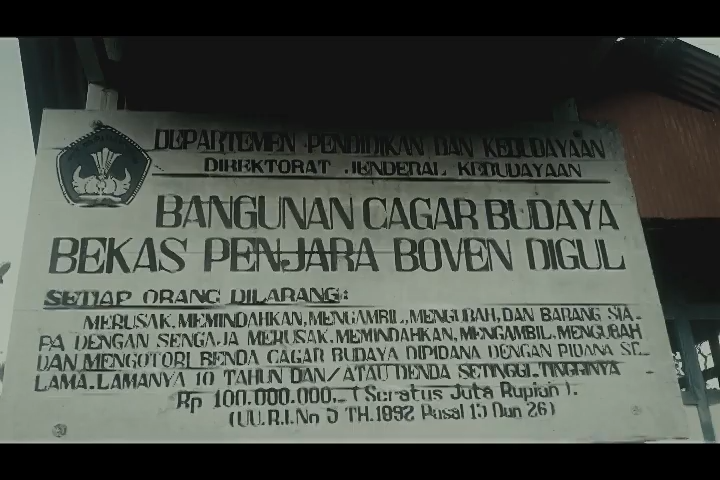 DEPARTEMEN PENDIDIKAN DAN KEBUDAYAAN
DIREKTORAT JENDERAL KEBUDAYAAN
BANGUNAN CAGAR BUDAYA
BEKAS PENJARA BOVEN DIGUL
SETIAP ORANG DILARANG:
MERUSAK, MEMINDAHKAN, MENGAMBIL, MENGUBAH, DAN BARANG SIA-
PA DENGAN SENGAJA MERUSAK, MEMINDAHKAN, MENGAMBIL, MENGUBAH
DAN MENGOTORI BENDA CAGAR BUDAYA DIPIDANA DENGAN PIDANA SE-
LAMA-LAMANYA 10 TAHUN DAN/ATAU DENDA SETINGGI-TINGGINYA
Rp 100.000.000.- (Seratus Juta Rupiah).
(UU.R.I.No 5 TH.1992 Pasal 15 Dan 26)